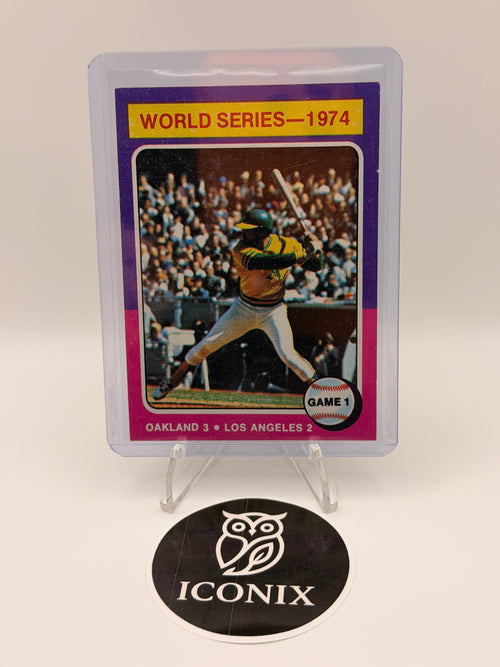 WORLD SERIES—1974
GAME 1
OAKLAND 3 ● LOS ANGELES 2
ICONIX